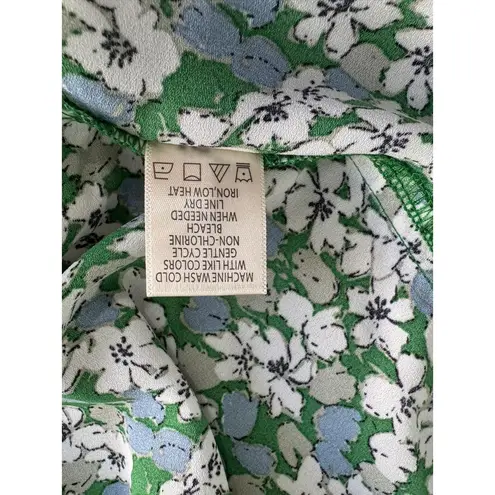 MACHINE WASH COLD
WITH LIKE COLORS
GENTLE CYCLE
NON-CHLORINE
BLEACH
WHEN NEEDED
LINE DRY
IRON,LOW HEAT